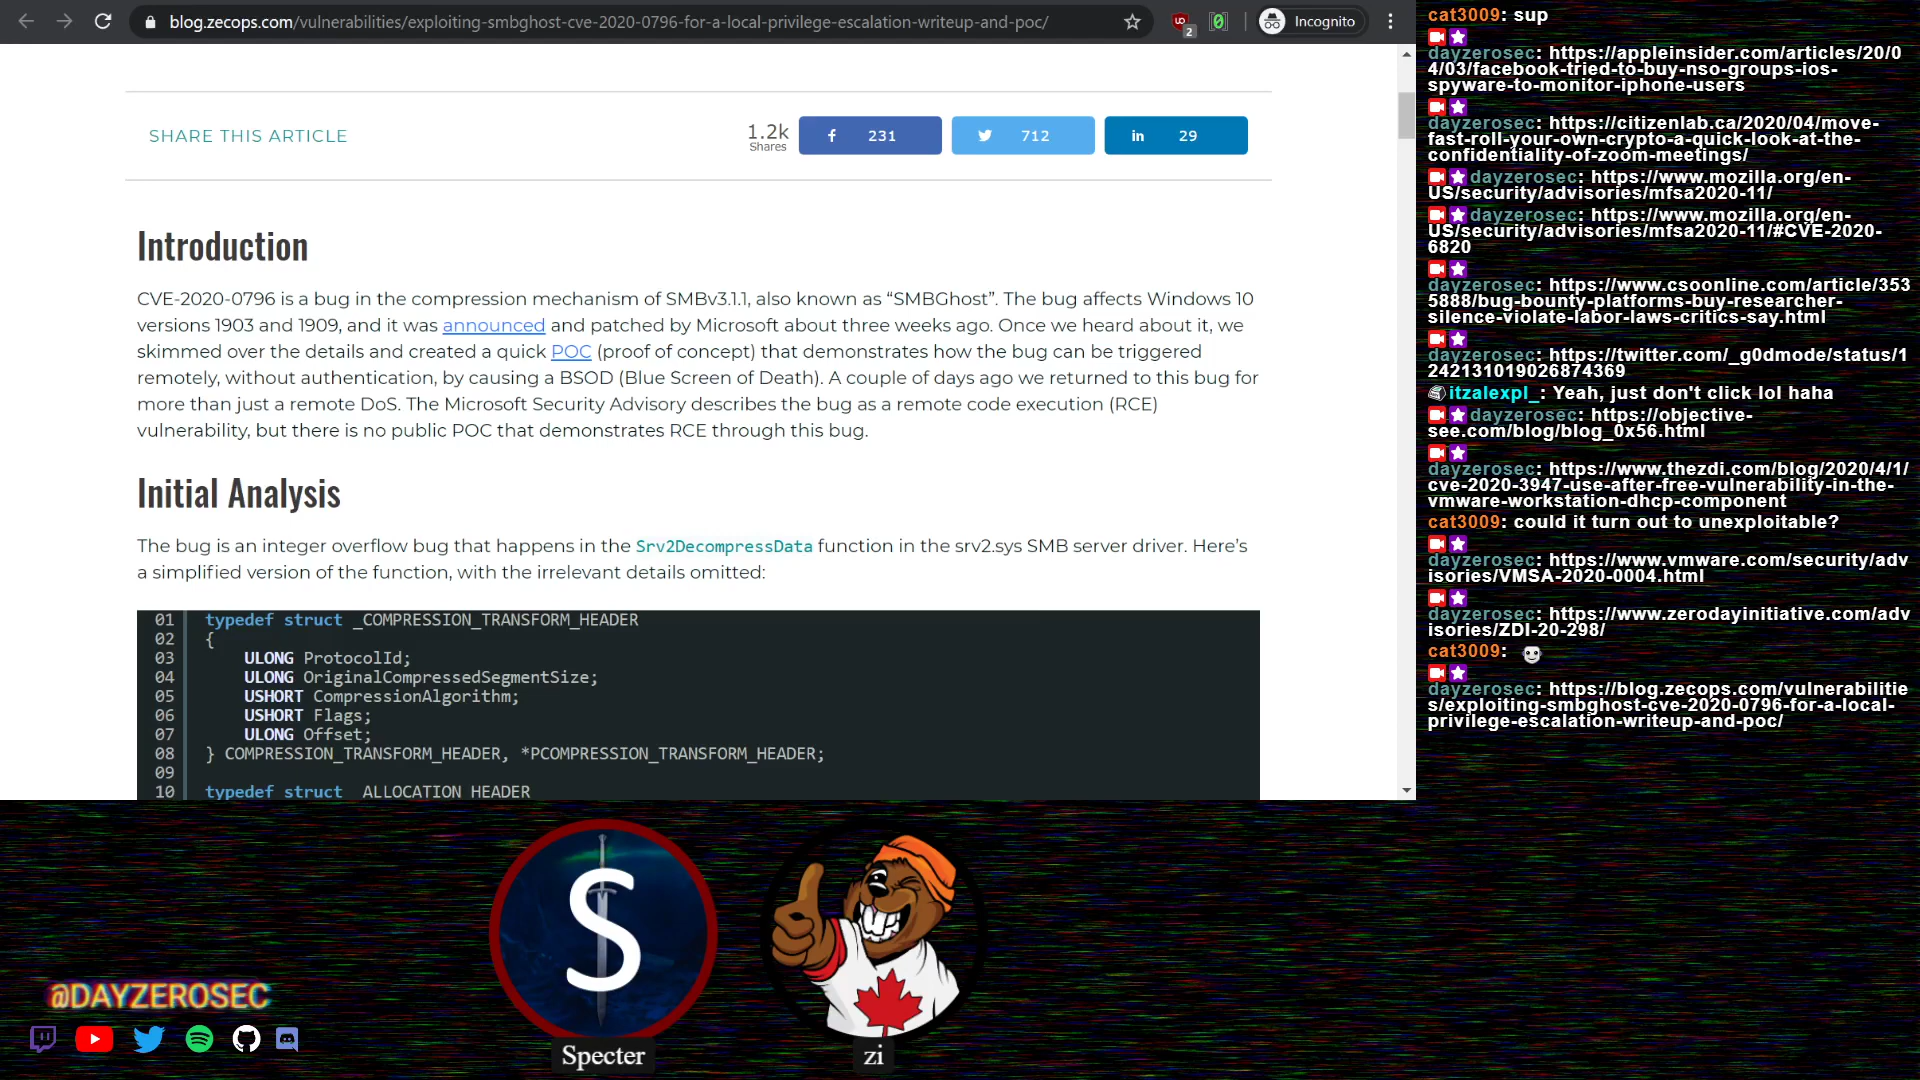 blog.zecops.com/vulnerabilities/exploiting-smbghost-cve-2020-0796-for-a-local-privilege-escalation-writeup-and-poc/
2
Incognito
SHARE THIS ARTICLE
1.2k
Shares
231
712
29
Introduction
CVE-2020-0796 is a bug in the compression mechanism of SMBv3.1.1, also known as “SMBGhost”. The bug affects Windows 10
versions 1903 and 1909, and it was announced and patched by Microsoft about three weeks ago. Once we heard about it, we
skimmed over the details and created a quick POC (proof of concept) that demonstrates how the bug can be triggered
remotely, without authentication, by causing a BSOD (Blue Screen of Death). A couple of days ago we returned to this bug for
more than just a remote DoS. The Microsoft Security Advisory describes the bug as a remote code execution (RCE)
vulnerability, but there is no public POC that demonstrates RCE through this bug.
Initial Analysis
The bug is an integer overflow bug that happens in the Srv2DecompressData function in the srv2.sys SMB server driver. Here’s
a simplified version of the function, with the irrelevant details omitted:
01 typedef struct _COMPRESSION_TRANSFORM_HEADER
02 {
03 ULONG ProtocolId;
04 ULONG OriginalCompressedSegmentSize;
05 USHORT CompressionAlgorithm;
06 USHORT Flags;
07 ULONG Offset;
08 } COMPRESSION_TRANSFORM_HEADER, *PCOMPRESSION_TRANSFORM_HEADER;
09
10 typedef struct _ALLOCATION_HEADER
cat3009: sup
dayzerosec: https://appleinsider.com/articles/20/0
4/03/facebook-tried-to-buy-nso-groups-ios-
spyware-to-monitor-iphone-users
dayzerosec: https://citizenlab.ca/2020/04/move-
fast-roll-your-own-crypto-a-quick-look-at-the-
confidentiality-of-zoom-meetings/
dayzerosec: https://www.mozilla.org/en-
US/security/advisories/mfsa2020-11/
dayzerosec: https://www.mozilla.org/en-
US/security/advisories/mfsa2020-11/#CVE-2020-
6820
dayzerosec: https://www.csoonline.com/article/353
5888/bug-bounty-platforms-buy-researcher-
silence-violate-labor-laws-critics-say.html
dayzerosec: https://twitter.com/_g0dmode/status/1
242131019026874369
itzalexpl_: Yeah, just don't click lol haha
dayzerosec: https://objective-
see.com/blog/blog_0x56.html
dayzerosec: https://www.thezdi.com/blog/2020/4/1/
cve-2020-3947-use-after-free-vulnerability-in-the-
vmware-workstation-dhcp-component
cat3009: could it turn out to unexploitable?
dayzerosec: https://www.vmware.com/security/adv
isories/VMSA-2020-0004.html
dayzerosec: https://www.zerodayinitiative.com/adv
isories/ZDI-20-298/
cat3009:
dayzerosec: https://blog.zecops.com/vulnerabilitie
s/exploiting-smbghost-cve-2020-0796-for-a-local-
privilege-escalation-writeup-and-poc/
S
@DAYZEROSEC
Specter
zi